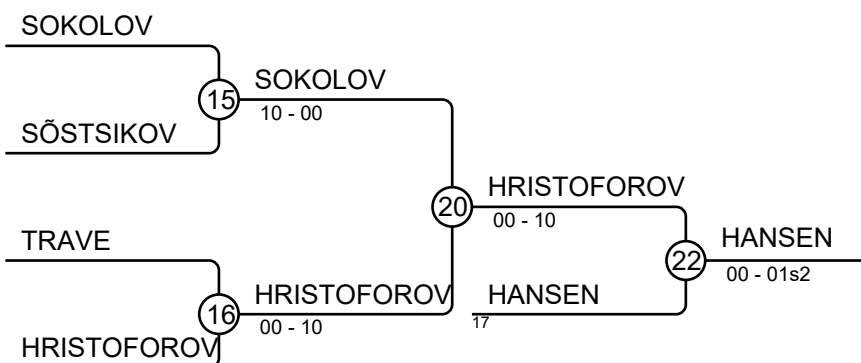 SOKOLOV
15
SOKOLOV
10 - 00
SÕSTSIKOV
20
HRISTOFOROV
00 - 10
TRAVE
22
HANSEN
00 - 01s2
16
HRISTOFOROV
00 - 10
HANSEN
17
HRISTOFOROV